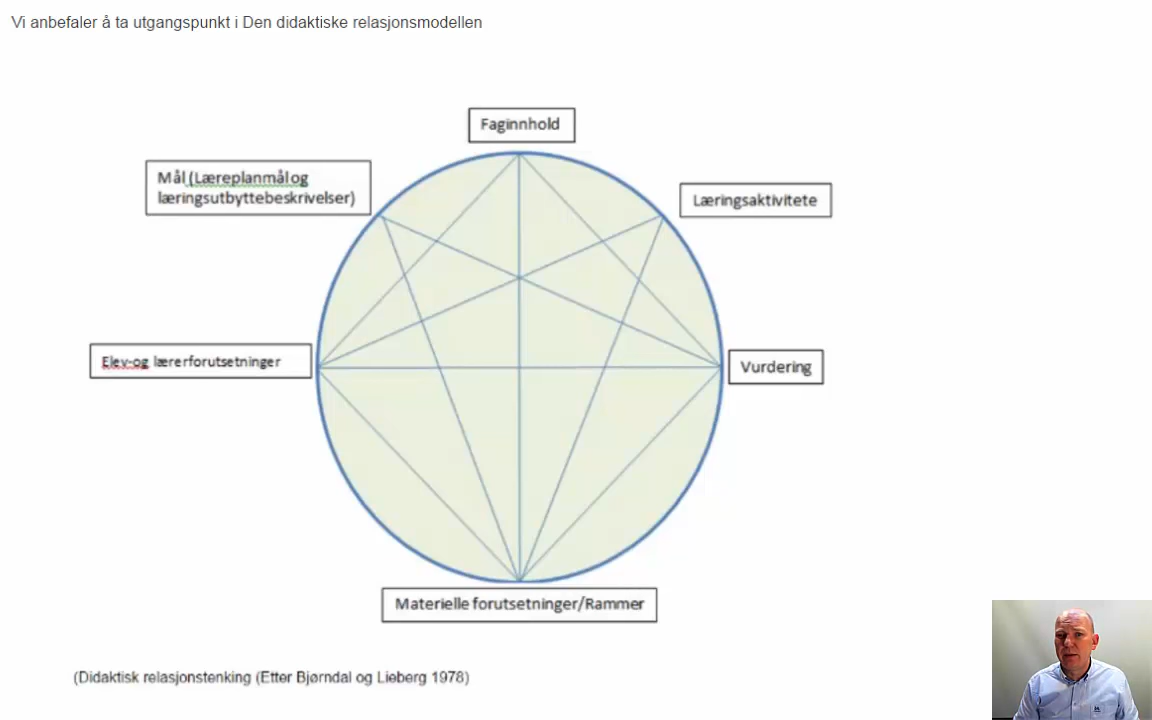 Vi anbefaler å ta utgangspunkt i Den didaktiske relasjonsmodellen
Faginnhold
Mål (Læreplanmål og
læringsutbyttebeskrivelser)
Læringsaktivitete
Elev-og lærerforutsetninger
Vurdering
Materielle forutsetninger/Rammer
(Didaktisk relasjonstenking (Etter Bjørndal og Lieberg 1978)